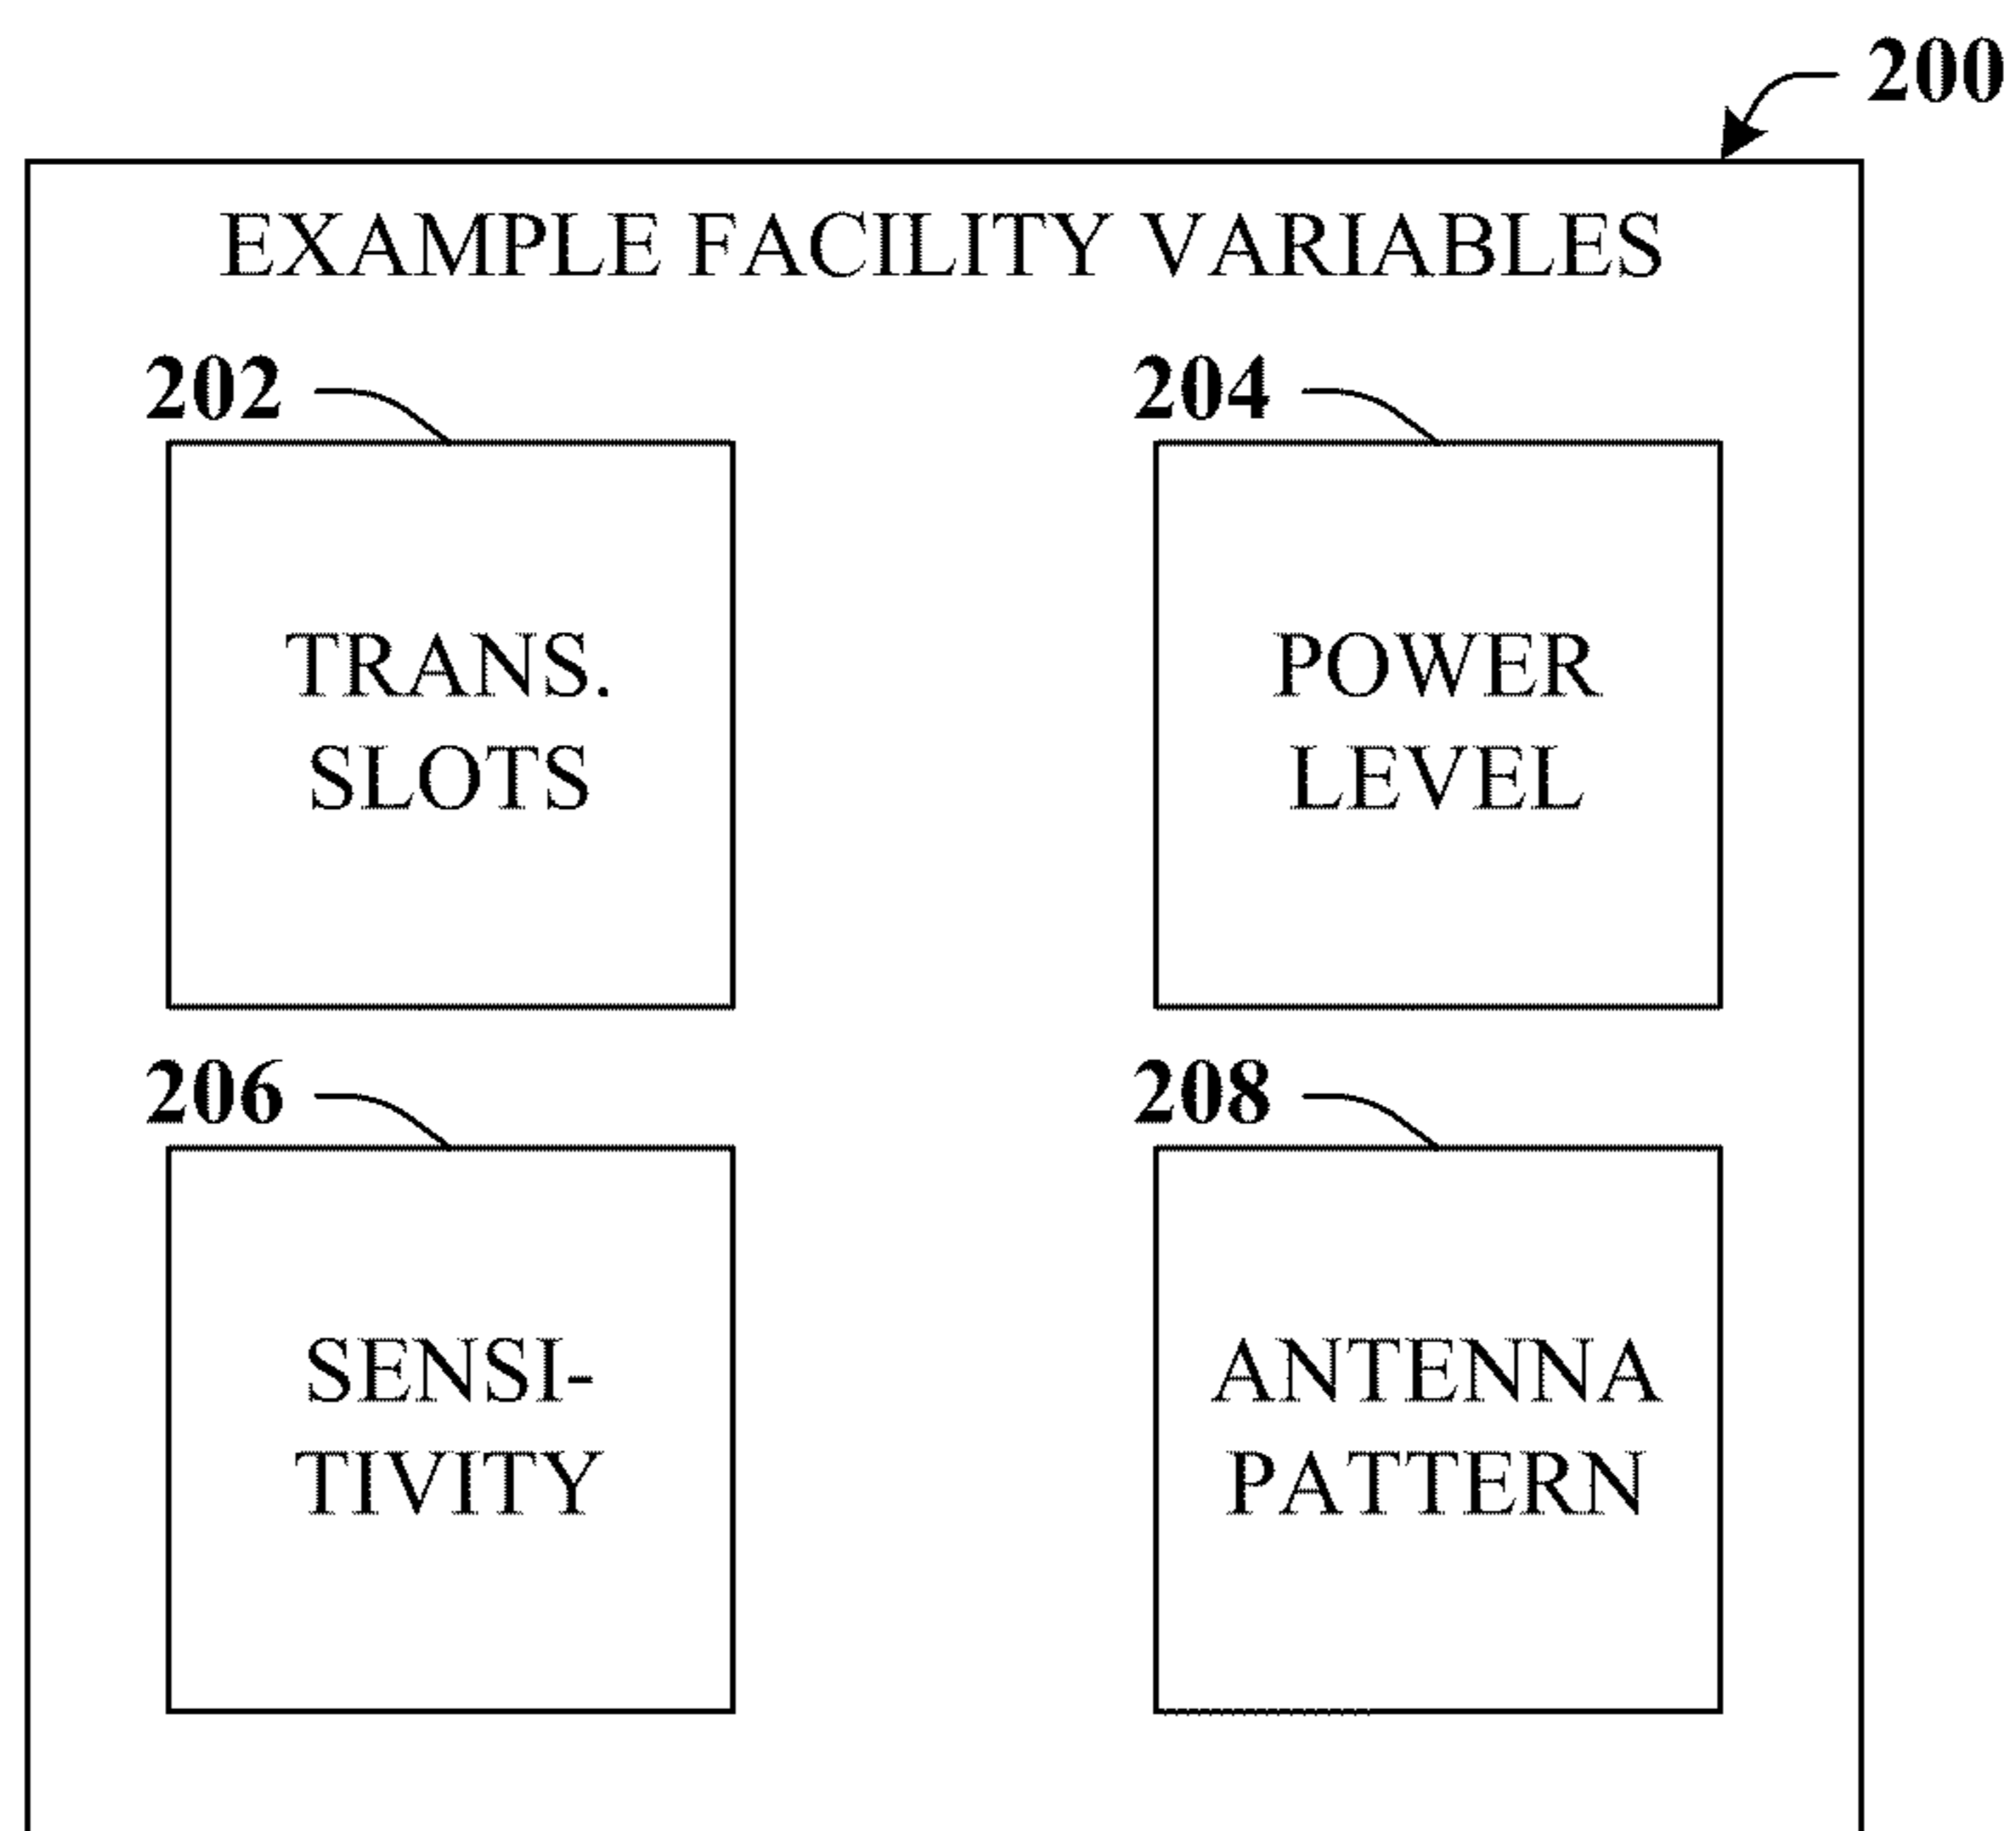 200
EXAMPLE FACILITY VARIABLES
202
204
TRANS.
SLOTS
POWER
LEVEL
206
208
SENSI-
TIVITY
ANTENNA
PATTERN